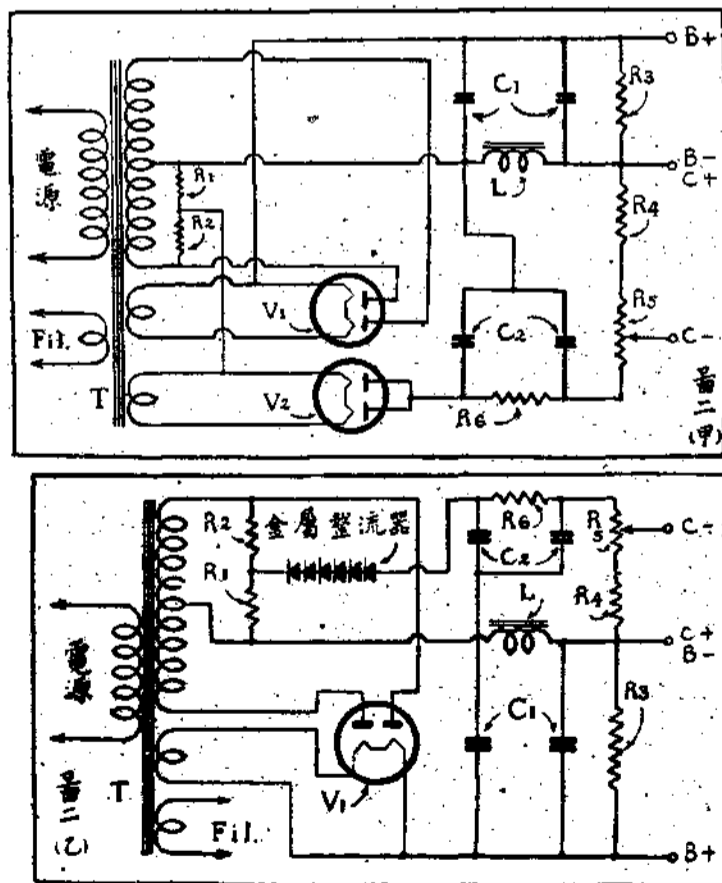 B+
C1
R3
B-
C+
L
R1
R2
R4
電源
R5
V1
C2
C-
Fil.
T
V2
R6
圖二
(甲)
R2
金屬整流器
R6
R5
C-
C2
R1
L
R4
C+
B-
C1
R3
電源
T
V1
Fil.
圖二
(乙)
B+